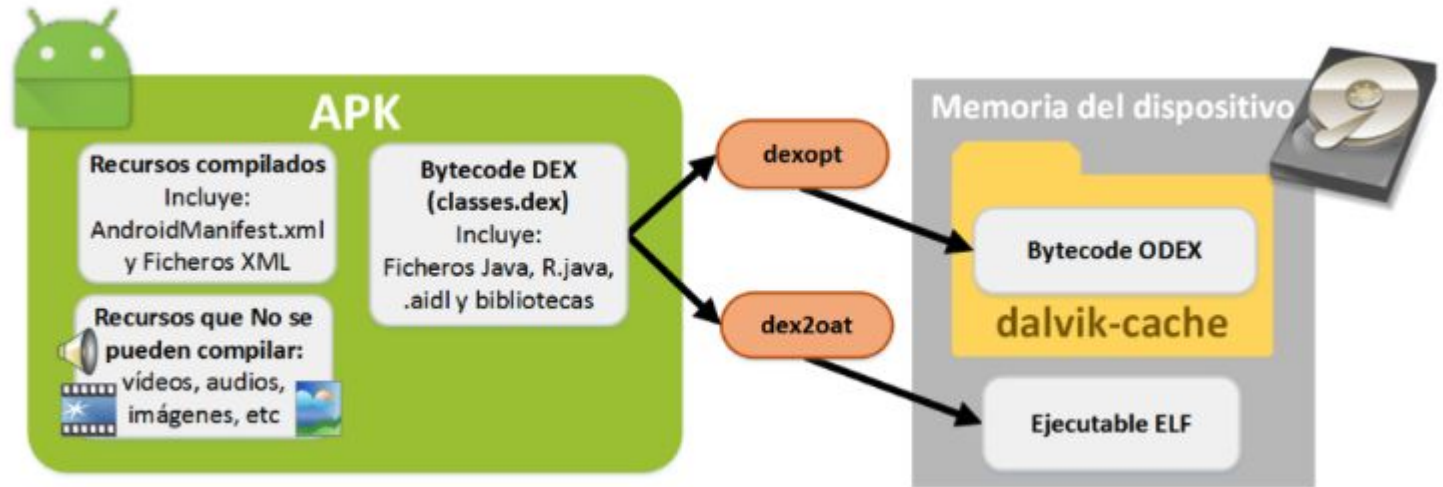 APK
Recursos compilados
Incluye:
AndroidManifest.xml
y Ficheros XML
Recursos que No se
pueden compilar:
vídeos, audios,
imágenes, etc
Bytecode DEX
(classes.dex)
Incluye:
Ficheros Java, R.java,
.aidl y bibliotecas
dexopt
dex2oat
Memoria del dispositivo
Bytecode ODEX
dalvik-cache
Ejecutable ELF